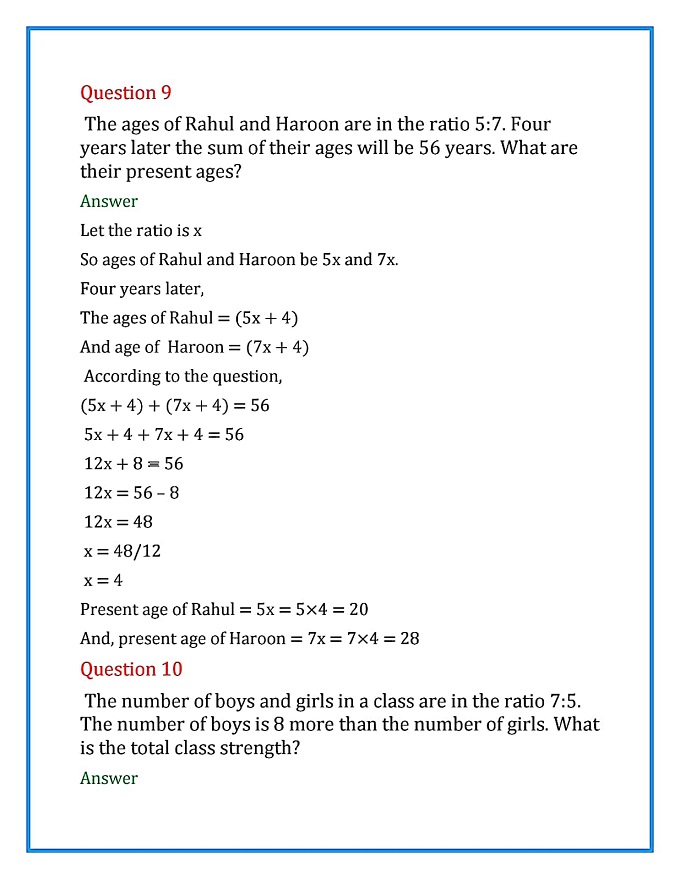 Question 9
The ages of Rahul and Haroon are in the ratio 5:7. Four
years later the sum of their ages will be 56 years. What are
their present ages?
Answer
Let the ratio is x
So ages of Rahul and Haroon be 5x and 7x.
Four years later,
The ages of Rahul = (5x + 4)
And age of Haroon = (7x + 4)
According to the question,
(5x + 4) + (7x + 4) = 56
5x + 4 + 7x + 4 = 56
12x + 8 = 56
12x = 56 – 8
12x = 48
x = 48/12
x = 4
Present age of Rahul = 5x = 5×4 = 20
And, present age of Haroon = 7x = 7×4 = 28
Question 10
The number of boys and girls in a class are in the ratio 7:5.
The number of boys is 8 more than the number of girls. What
is the total class strength?
Answer